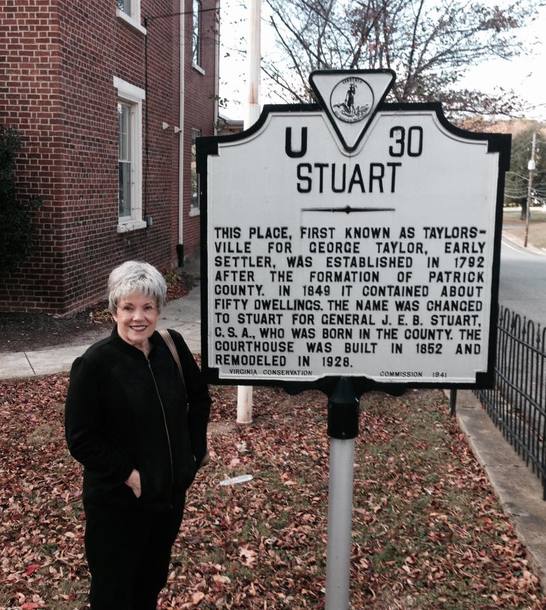 U 30
STUART
THIS PLACE, FIRST KNOWN AS TAYLORS-
VILLE FOR GEORGE TAYLOR, EARLY
SETTLER, WAS ESTABLISHED IN 1792
AFTER THE FORMATION OF PATRICK
COUNTY. IN 1849 IT CONTAINED ABOUT
FIFTY DWELLINGS. THE NAME WAS CHANGED
TO STUART FOR GENERAL J. E. B. STUART,
C. S. A., WHO WAS BORN IN THE COUNTY. THE
COURTHOUSE WAS BUILT IN 1852 AND
REMODELED IN 1928.
VIRGINIA CONSERVATION COMMISSION 1941